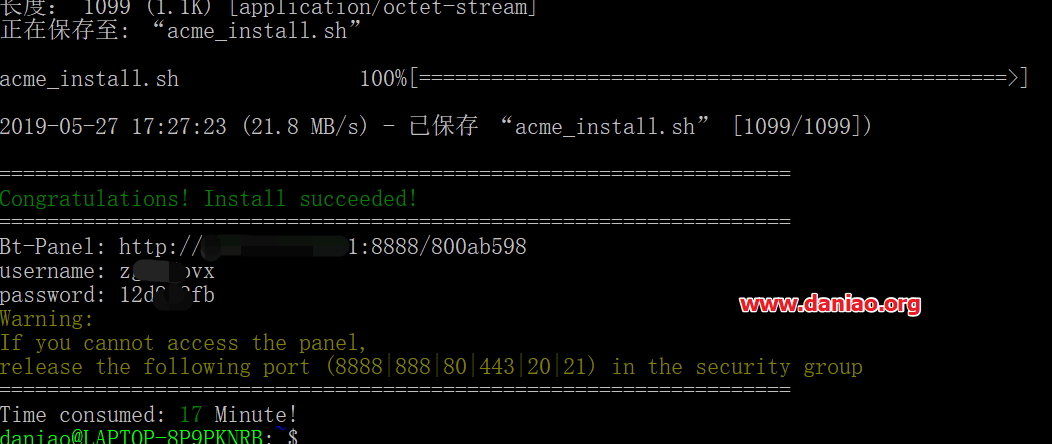 长度： 1099 (1.1K) [application/octet-stream]
正在保存至: “acme_install.sh”
acme_install.sh 100%[=================================================>]
2019-05-27 17:27:23 (21.8 MB/s) - 已保存 “acme_install.sh” [1099/1099])
==================================================================
Congratulations! Install succeeded!
==================================================================
Bt-Panel: http:// 1:8888/800ab598
username: z vx
password: 12d fb
www.daniao.org
Warning:
If you cannot access the panel,
release the following port (8888|888|80|443|20|21) in the security group
==================================================================
Time consumed: 17 Minute!
daniao@LAPTOP-8P9PKNRB:~$